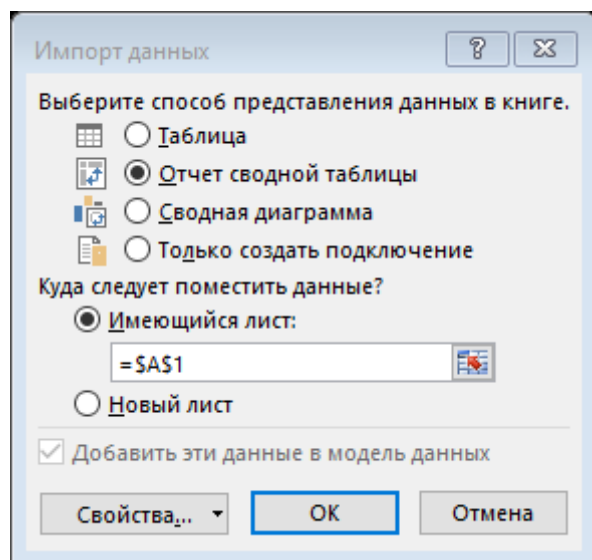 Импорт данных
Выберите способ представления данных в книге.
Таблица
Отчет сводной таблицы
Сводная диаграмма
Только создать подключение
Куда следует поместить данные?
Имеющийся лист:
=$A$1
Новый лист
Добавить эти данные в модель данных
Свойства... ОК Отмена